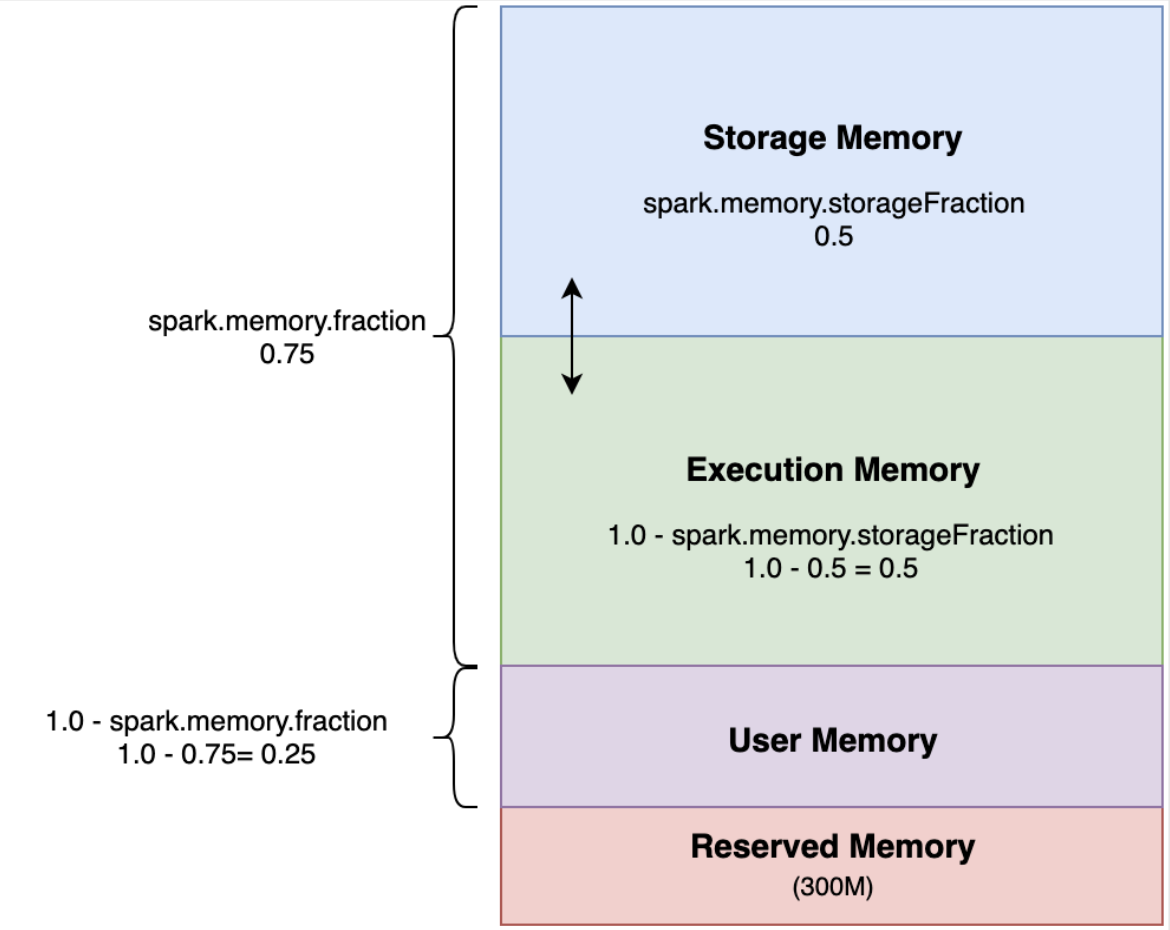 Storage Memory
spark.memory.storageFraction
0.5
spark.memory.fraction
0.75
Execution Memory
1.0 - spark.memory.storageFraction
1.0 - 0.5 = 0.5
1.0 - spark.memory.fraction
1.0 - 0.75= 0.25
User Memory
Reserved Memory
(300M)